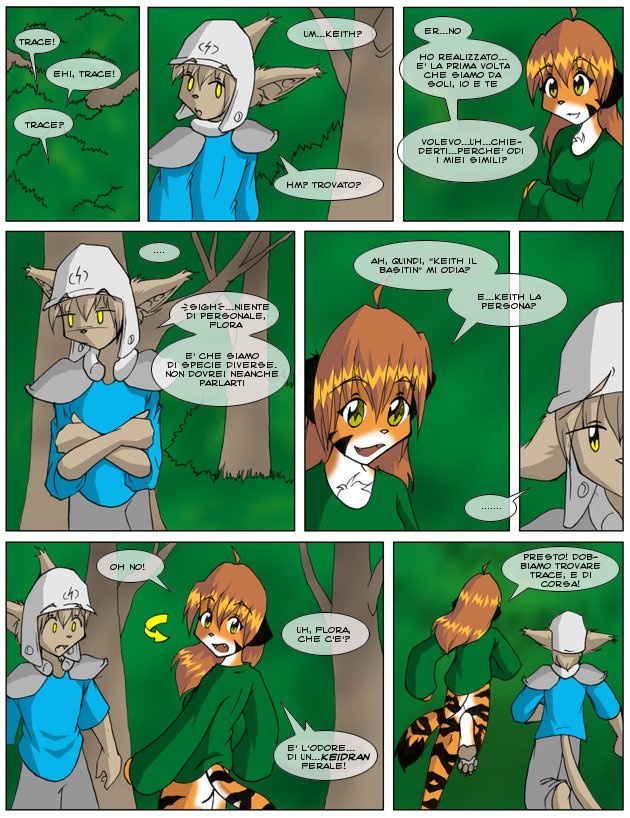 TRACE!
EHI, TRACE!
TRACE?
UM...KEITH?
HM? TROVATO?
ER...NO
HO REALIZZATO...
E' LA PRIMA VOLTA
CHE SIAMO DA
SOLI, IO E TE
VOLEVO...UH...CHIE-
DERTI...PERCHE' ODI
I MIEI SIMILI?
....
SIGH...NIENTE
DI PERSONALE,
FLORA
E' CHE SIAMO
DI SPECIE DIVERSE.
NON DOVREI NEANCHE
PARLARTI
AH, QUINDI, "KEITH IL
BASITIN" MI ODIA?
E...KEITH LA
PERSONA?
.......
OH NO!
UH, FLORA,
CHE C'E'?
E' L'ODORE...
DI UN...KEIDRAN
FERALE!
PRESTO! DOB-
BIAMO TROVARE
TRACE, E DI
CORSA!